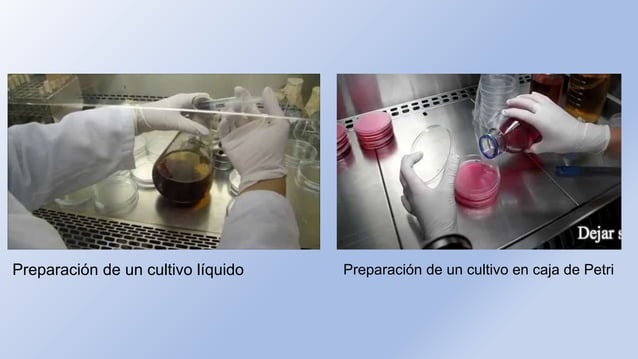 Dejar s
Preparación de un cultivo líquido
Preparación de un cultivo en caja de Petri